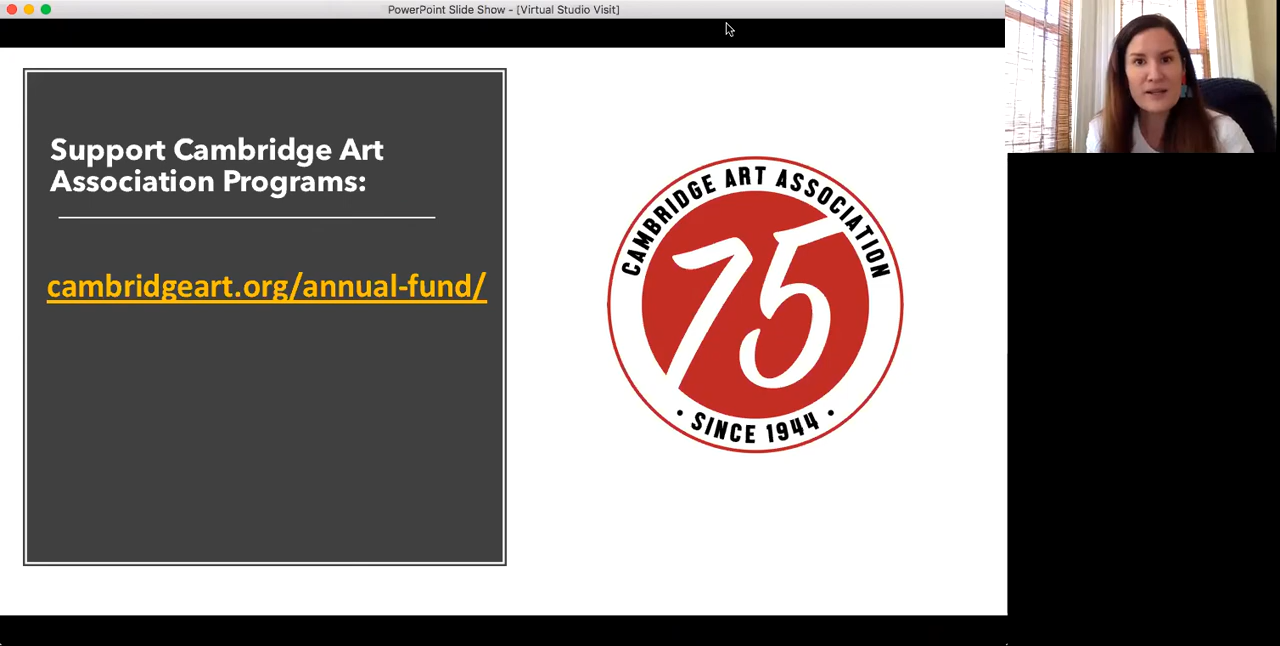 PowerPoint Slide Show - [Virtual Studio Visit]
Support Cambridge Art
Association Programs:
cambridgeart.org/annual-fund/
CAMBRIDGE ART ASSOCIATION
75
• SINCE 1944 •